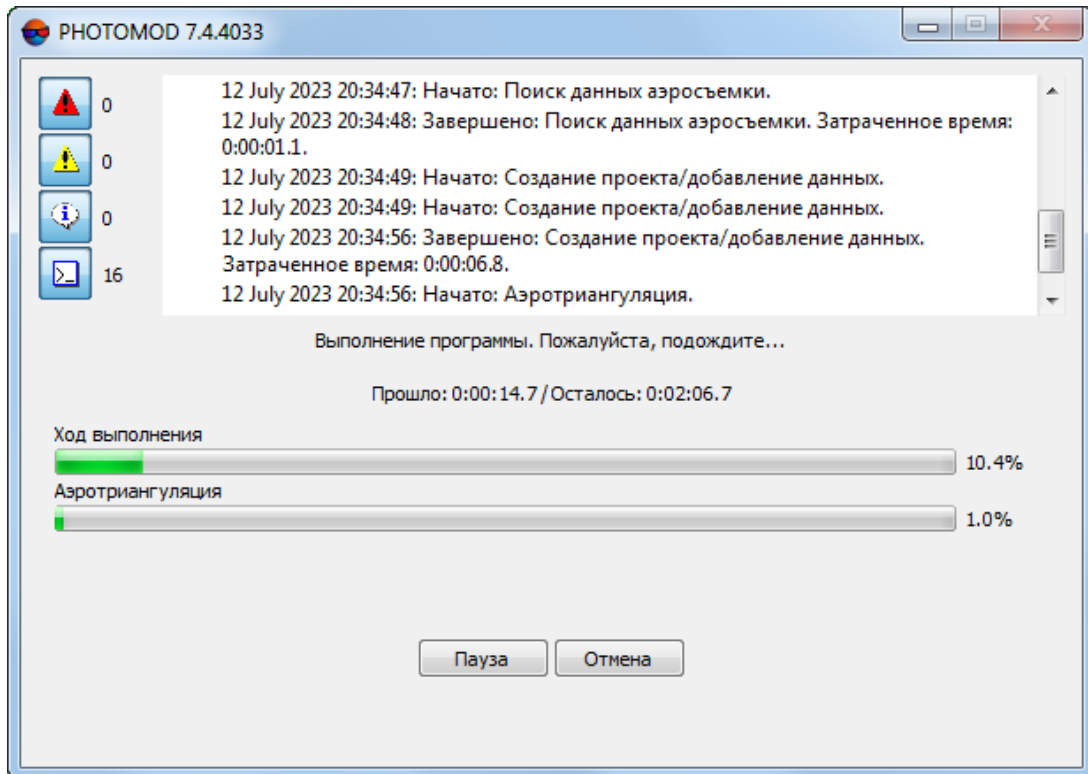 PHOTOMOD 7.4.4033
0
12 July 2023 20:34:47: Начато: Поиск данных аэросъемки.
12 July 2023 20:34:48: Завершено: Поиск данных аэросъемки. Затраченное время:
0:00:01.1.
0
12 July 2023 20:34:49: Начато: Создание проекта/добавление данных.
12 July 2023 20:34:49: Начато: Создание проекта/добавление данных.
0
12 July 2023 20:34:56: Завершено: Создание проекта/добавление данных.
Затраченное время: 0:00:06.8.
16
12 July 2023 20:34:56: Начато: Аэротриангуляция.
Выполнение программы. Пожалуйста, подождите...
Прошло: 0:00:14.7/Осталось: 0:02:06.7
Ход выполнения
10.4%
Аэротриангуляция
1.0%
Пауза
Отмена